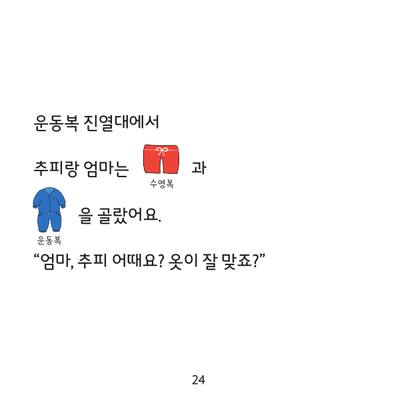 운동복 진열대에서
추피랑 엄마는 과
수영복
을 골랐어요.
운동복
“엄마, 추피 어때요? 옷이 잘 맞죠?”
24